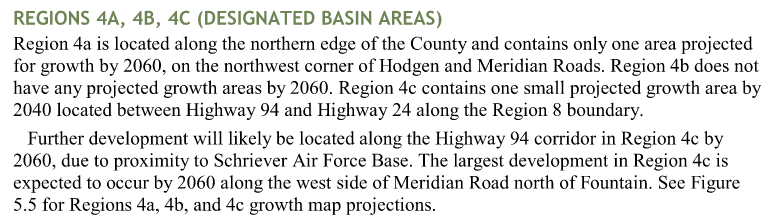 REGIONS 4A, 4B, 4C (DESIGNATED BASIN AREAS)
Region 4a is located along the northern edge of the County and contains only one area projected
for growth by 2060, on the northwest corner of Hodgen and Meridian Roads. Region 4b does not
have any projected growth areas by 2060. Region 4c contains one small projected growth area by
2040 located between Highway 94 and Highway 24 along the Region 8 boundary.
Further development will likely be located along the Highway 94 corridor in Region 4c by
2060, due to proximity to Schriever Air Force Base. The largest development in Region 4c is
expected to occur by 2060 along the west side of Meridian Road north of Fountain. See Figure
5.5 for Regions 4a, 4b, and 4c growth map projections.